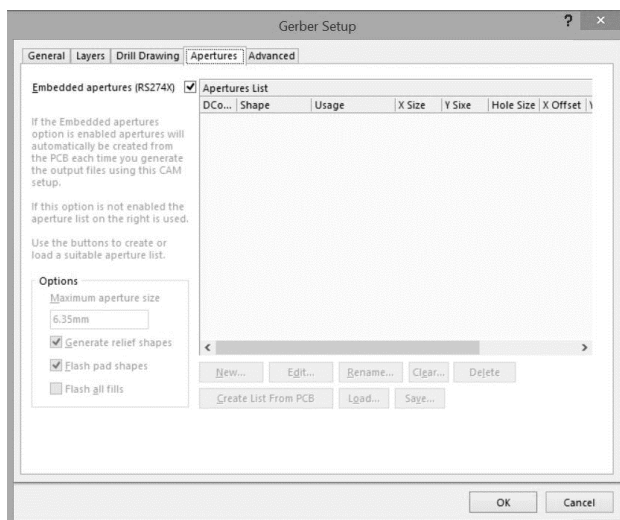 Gerber Setup
? ×
General Layers Drill Drawing Apertures Advanced
Embedded apertures (RS274X)
If the Embedded apertures
option is enabled apertures will
automatically be created from
the PCB each time you generate
the output files using this CAM
setup.
If this option is not enabled the
aperture list on the right is used.
Use the buttons to create or
load a suitable aperture list.
Options
Maximum aperture size
6.35mm
Generate relief shapes
Flash pad shapes
Flash all fills
Apertures List
DCo... Shape Usage X Size Y Sixe Hole Size X Offset Y
New... Edit... Rename... Clear... Delete
Create List From PCB Load... Save...
OK Cancel